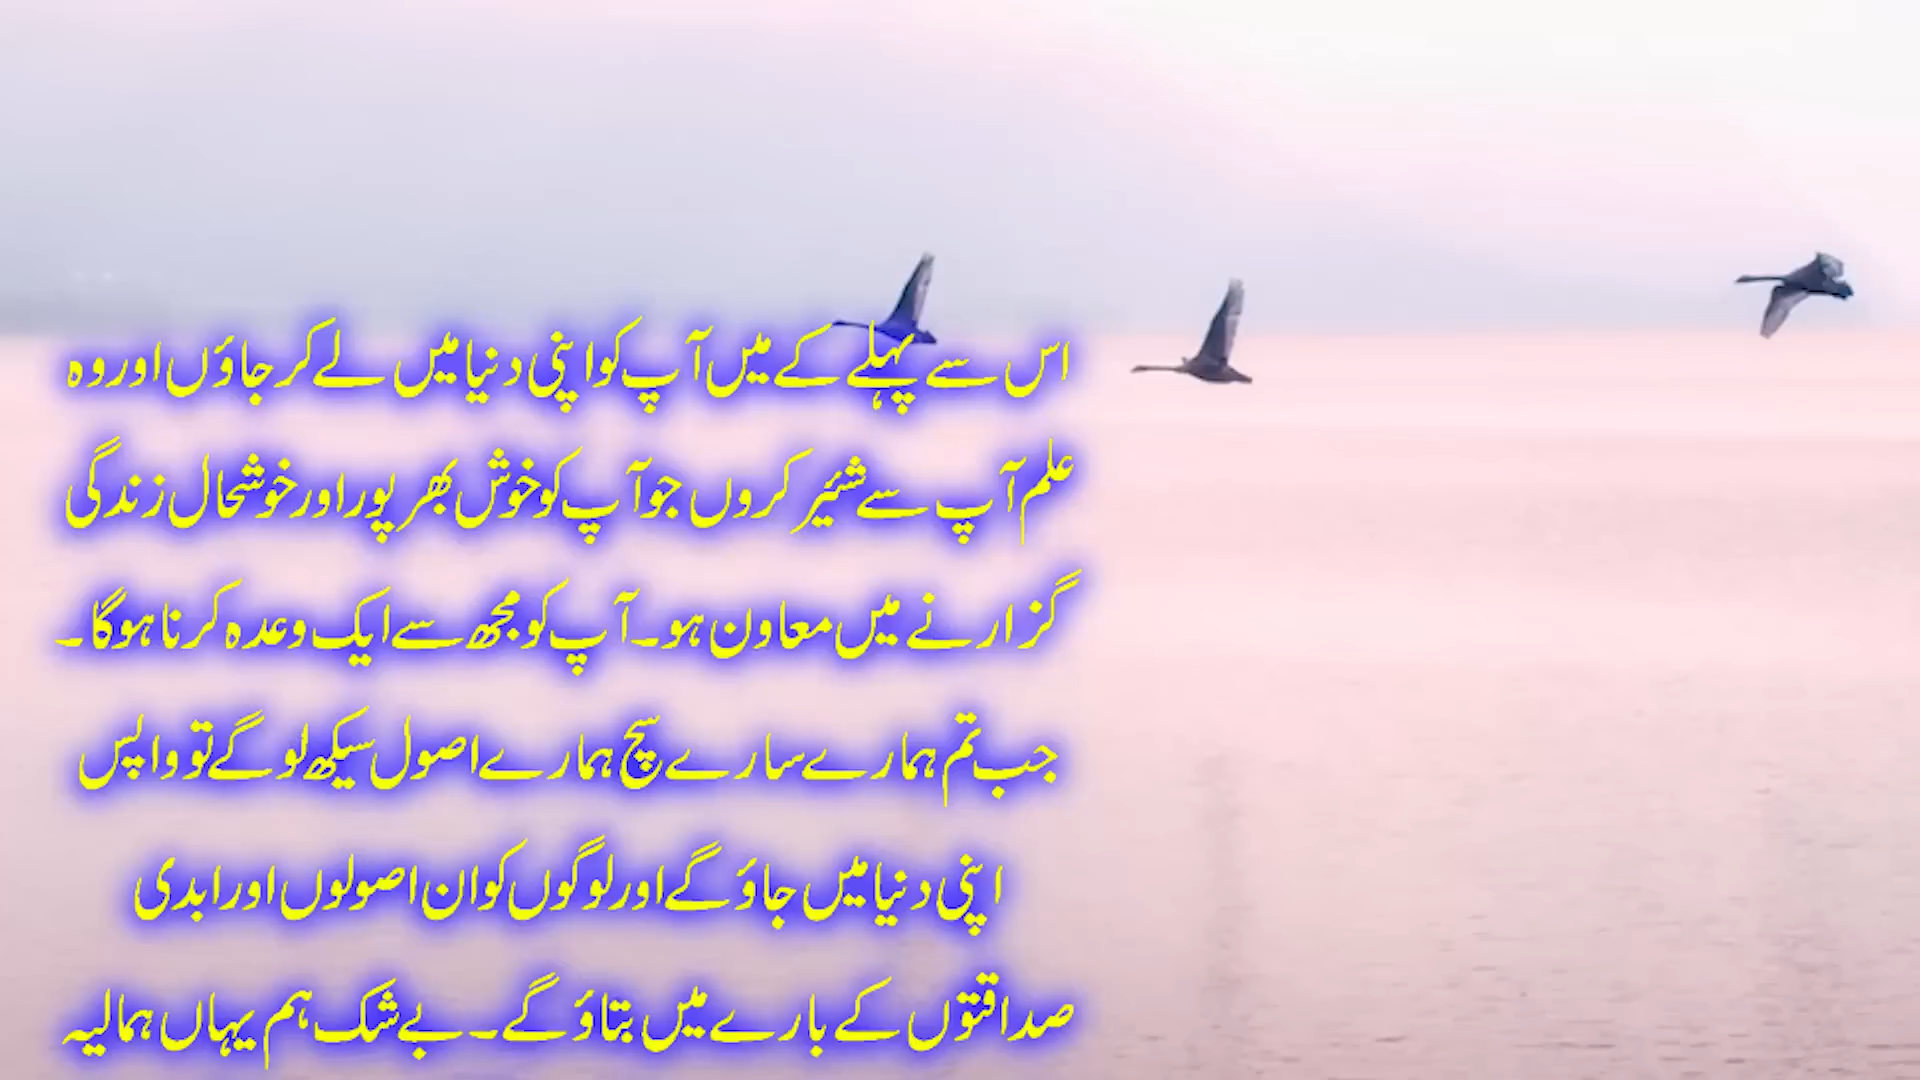 اس سے پہلے کے میں آپ کو اپنی دنیا میں لے کر جاؤں اور وہ
علم آپ سے شئیر کروں جو آپ کو خوش بھر پور اور خوشحال زندگی
گزارنے میں معاون ہو۔ آپ کو مجھ سے ایک وعدہ کرنا ہوگا۔
جب تم ہمارے سارے سچ ہمارے اصول سیکھ لو گے تو واپس
اپنی دنیا میں جاؤ گے اور لوگوں کو ان اصولوں اور ابدی
صداقتوں کے بارے میں بتاؤ گے۔ بے شک ہم یہاں ہمالیہ